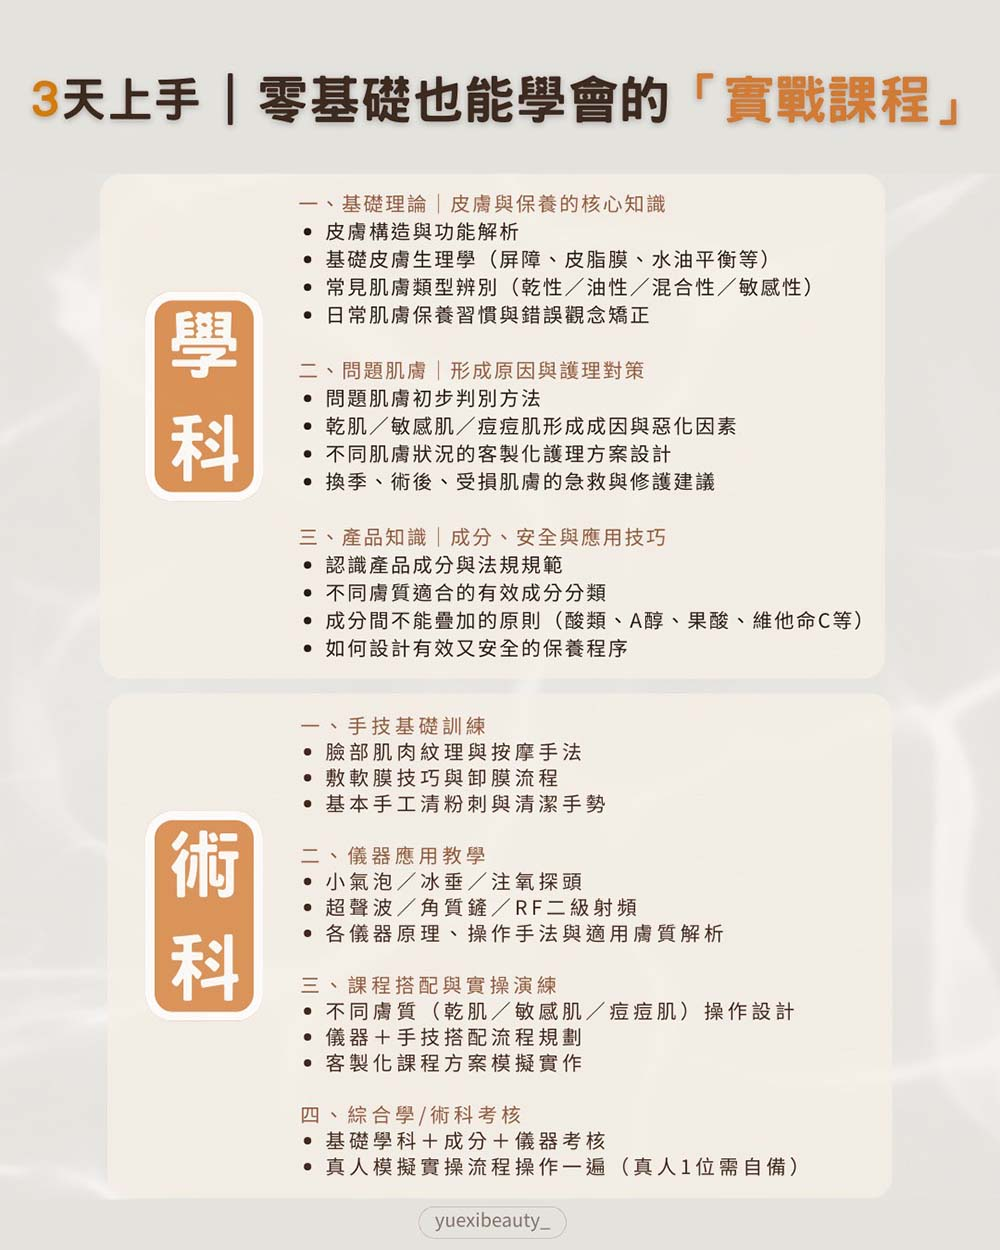 3天上手｜零基礎也能學會的「實戰課程」
學科
一、基礎理論｜皮膚與保養的核心知識
• 皮膚構造與功能解析
• 基礎皮膚生理學（屏障、皮脂膜、水油平衡等）
• 常見肌膚類型辨別（乾性／油性／混合性／敏感性）
• 日常肌膚保養習慣與錯誤觀念矯正
二、問題肌膚｜形成原因與護理對策
• 問題肌膚初步判別方法
• 乾肌／敏感肌／痘痘肌形成成因與惡化因素
• 不同肌膚狀況的客製化護理方案設計
• 換季、術後、受損肌膚的急救與修護建議
三、產品知識｜成分、安全與應用技巧
• 認識產品成分與法規規範
• 不同膚質適合的有效成分分類
• 成分間不能疊加的原則（酸類、A醇、果酸、維他命C等）
• 如何設計有效又安全的保養程序
術科
一、手技基礎訓練
• 臉部肌肉紋理與按摩手法
• 敷軟膜技巧與卸膜流程
• 基本手工清粉刺與清潔手勢
二、儀器應用教學
• 小氣泡／冰垂／注氧探頭
• 超聲波／角質鏟／RF二級射頻
• 各儀器原理、操作手法與適用膚質解析
三、課程搭配與實操演練
• 不同膚質（乾肌／敏感肌／痘痘肌）操作設計
• 儀器＋手技搭配流程規劃
• 客製化課程方案模擬實作
四、綜合學/術科考核
• 基礎學科＋成分＋儀器考核
• 真人模擬實操流程操作一遍（真人1位需自備）
yuexibeauty_